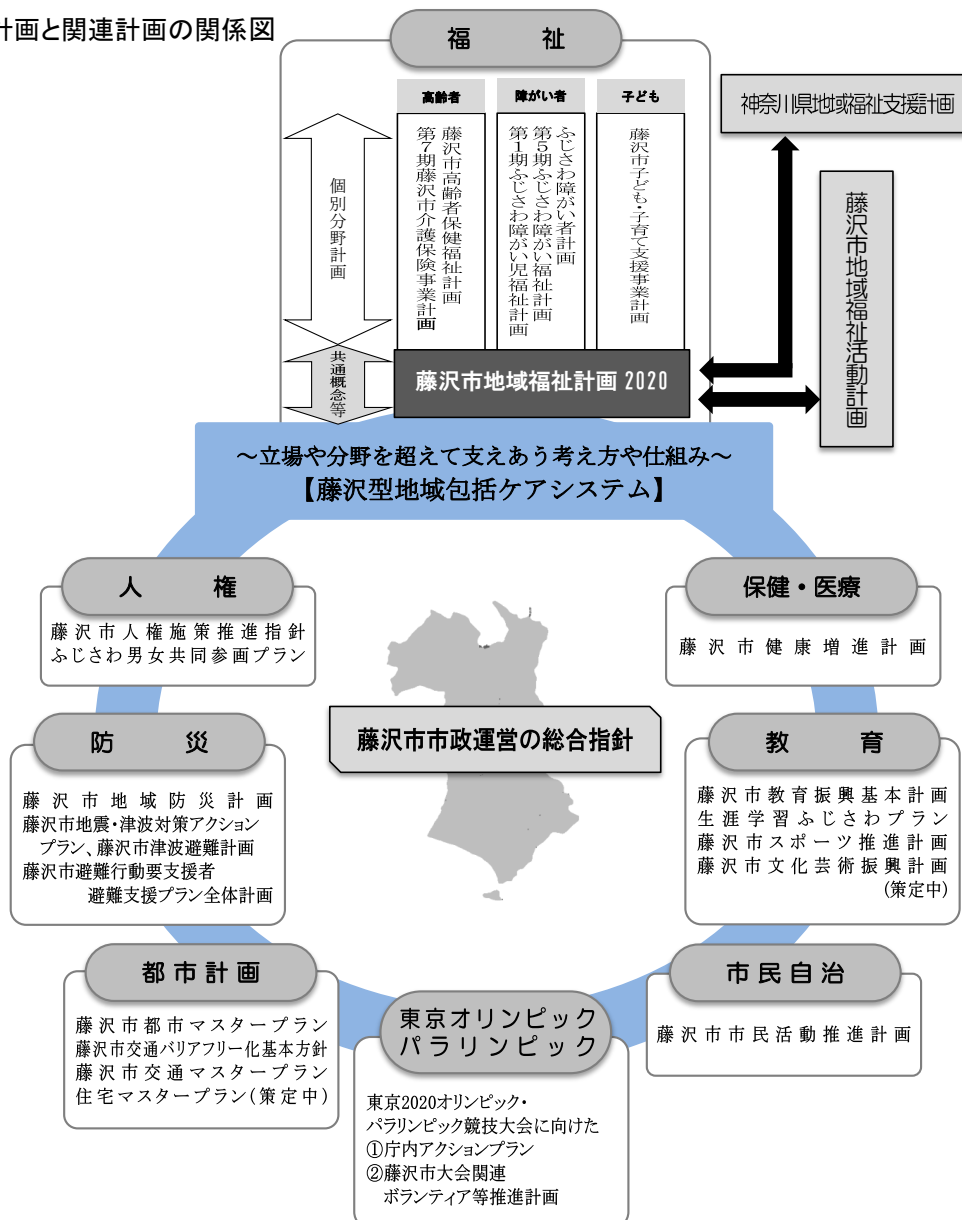 計画と関連計画の関係図
福　　祉
高齢者
障がい者
子ども
神奈川県地域福祉支援計画
個別分野計画
藤沢市高齢者保健福祉計画
第7期藤沢市介護保険事業計画
ふじさわ障がい者計画
第5期ふじさわ障がい福祉計画
第1期ふじさわ障がい児福祉計画
藤沢市子ども・子育て支援事業計画
藤沢市地域福祉活動計画
共通概念等
藤沢市地域福祉計画 2020
～立場や分野を超えて支えあう考え方や仕組み～
【藤沢型地域包括ケアシステム】
人　　権
藤沢市人権施策推進指針
ふじさわ男女共同参画プラン
保健・医療
藤沢市健康増進計画
藤沢市市政運営の総合指針
防　　災
藤沢市地域防災計画
藤沢市地震・津波対策アクション
プラン、藤沢市津波避難計画
藤沢市避難行動要支援者
避難支援プラン全体計画
教　　育
藤沢市教育振興基本計画
生涯学習ふじさわプラン
藤沢市スポーツ推進計画
藤沢市文化芸術振興計画
(策定中)
都市計画
藤沢市都市マスタープラン
藤沢市交通バリアフリー化基本方針
藤沢市交通マスタープラン
住宅マスタープラン(策定中)
東京オリンピック
パラリンピック
東京2020オリンピック・
パラリンピック競技大会に向けた
①庁内アクションプラン
②藤沢市大会関連
ボランティア等推進計画
市民自治
藤沢市市民活動推進計画